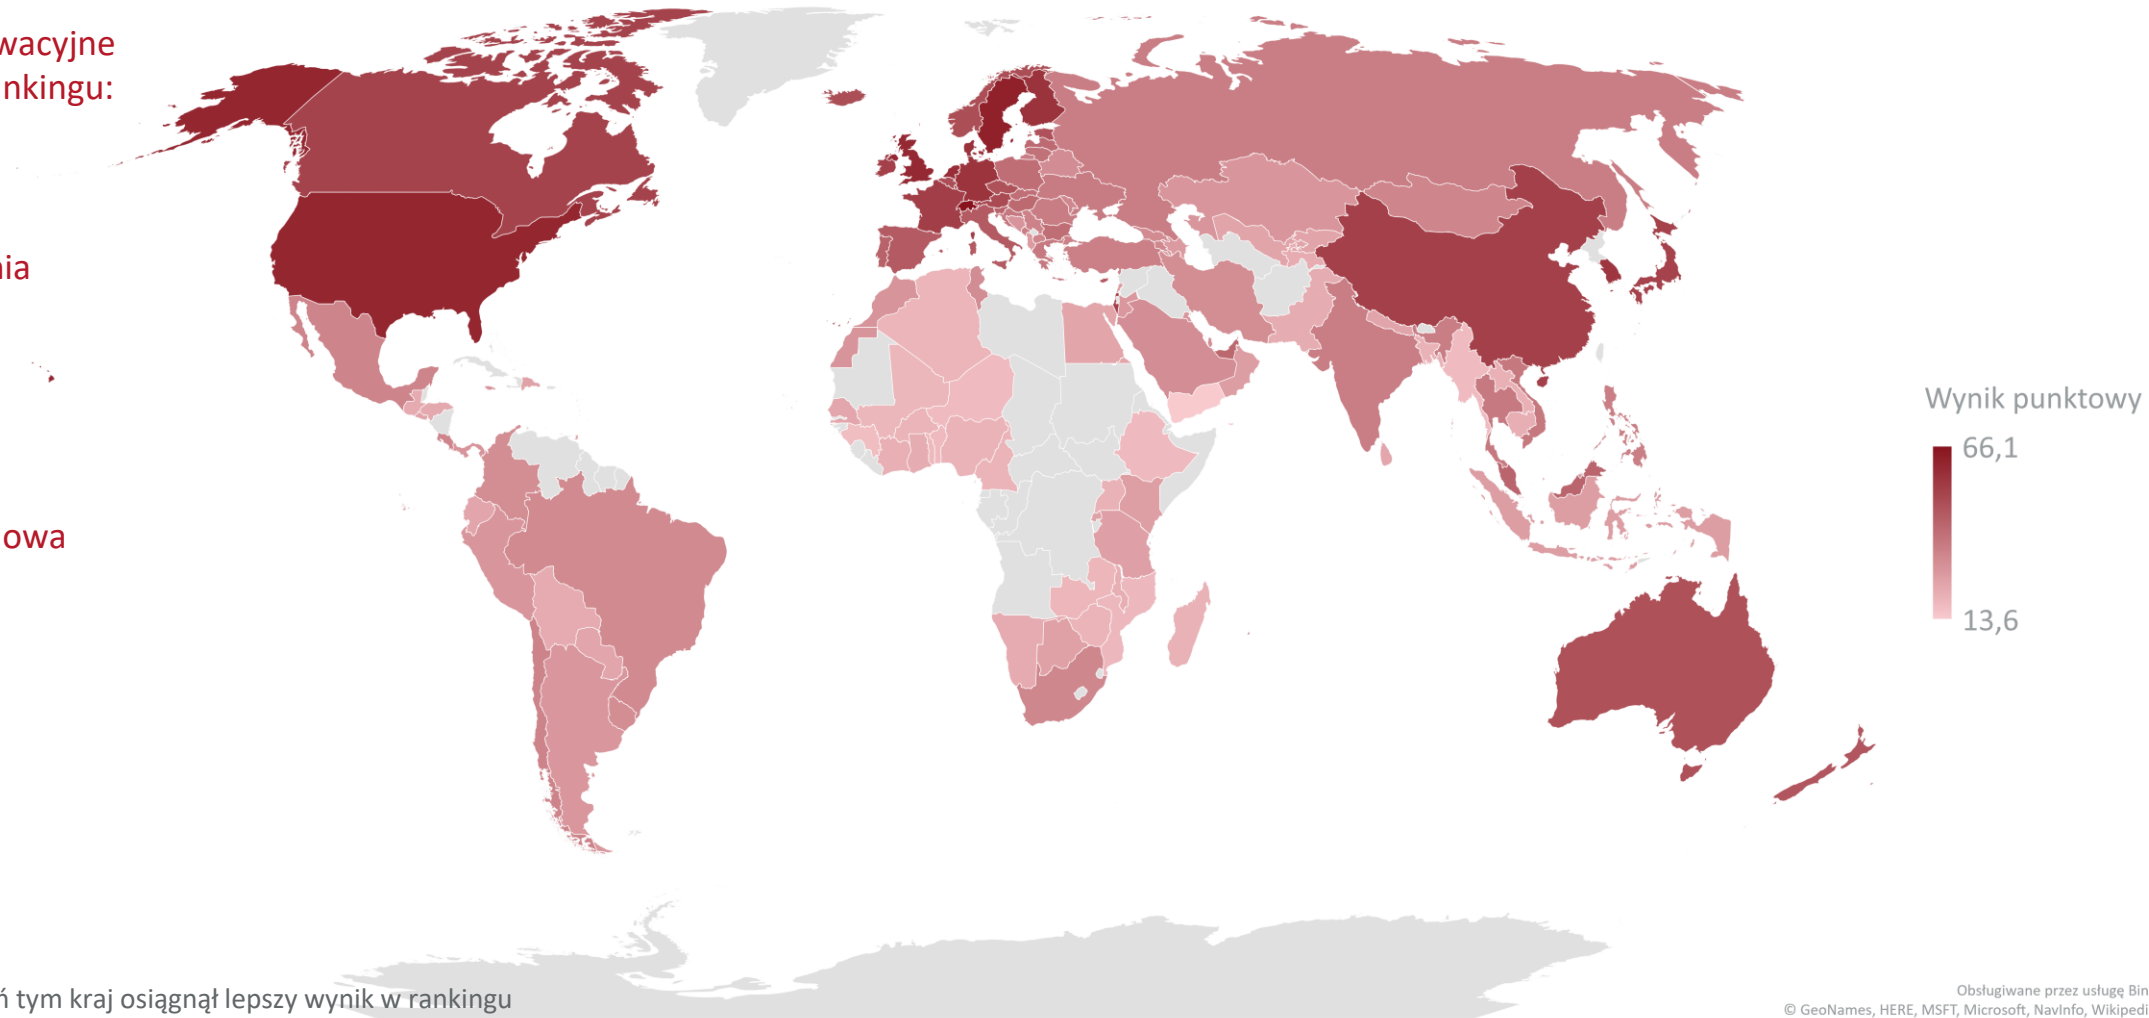 wacyjne
nkingu:
nia
owa
Wynik punktowy
66,1
13,6
ń tym kraj osiągnął lepszy wynik w rankingu
Obsługiwane przez usługę Bin
© GeoNames, HERE, MSFT, Microsoft, NavInfo, Wikipedi